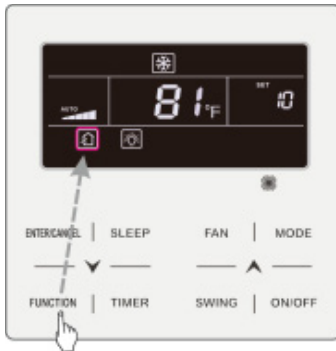 AUTO
81°F
SET
10
ENTER/CANCEL | SLEEP
FAN | MODE
FUNCTION | TIMER
SWING | ON/OFF